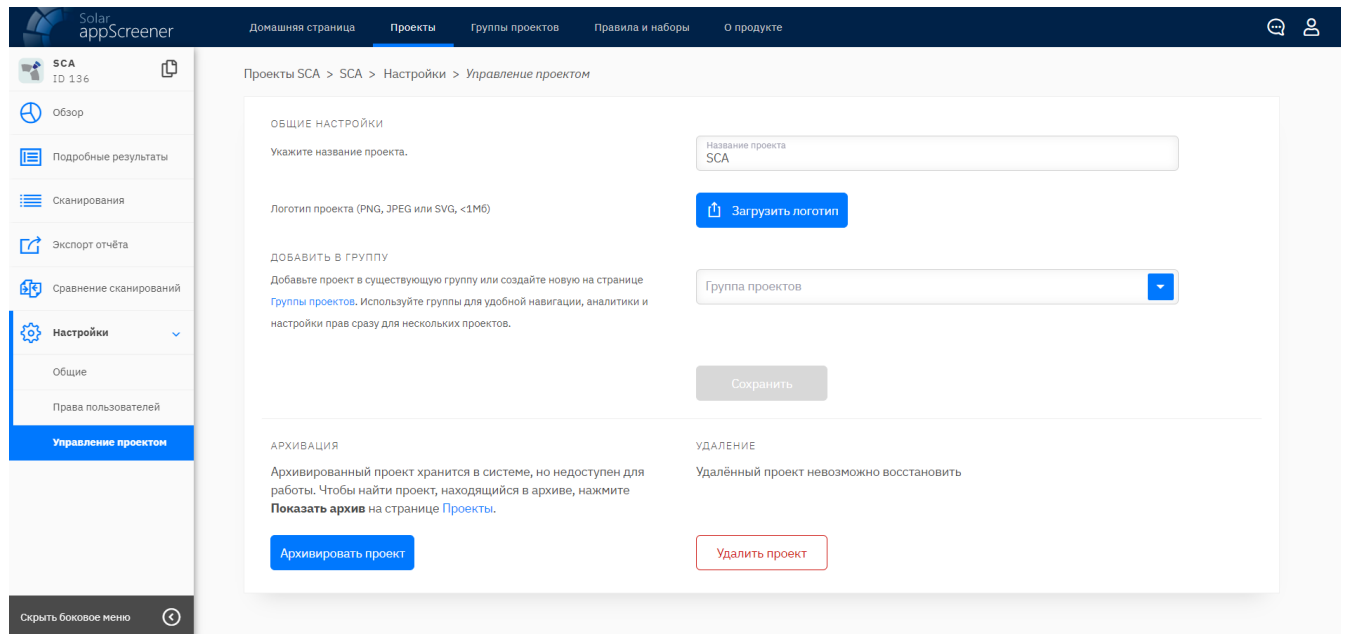 Solar
appScreener
Домашняя страница Проекты Группы проектов Правила и наборы О продукте
SCA
ID 136
Проекты SCA > SCA > Настройки > Управление проектом
Обзор
Подробные результаты
Сканирования
Экспорт отчёта
Сравнение сканирований
Настройки
Общие
Права пользователей
Управление проектом
Скрыть боковое меню
ОБЩИЕ НАСТРОЙКИ
Укажите название проекта.
Название проекта
SCA
Логотип проекта (PNG, JPEG или SVG, <1Мб)
Загрузить логотип
ДОБАВИТЬ В ГРУППУ
Добавьте проект в существующую группу или создайте новую на странице
Группы проектов. Используйте группы для удобной навигации, аналитики и
настройки прав сразу для нескольких проектов.
Группа проектов
Сохранить
АРХИВАЦИЯ
Архивированный проект хранится в системе, но недоступен для
работы. Чтобы найти проект, находящийся в архиве, нажмите
Показать архив на странице Проекты.
Архивировать проект
УДАЛЕНИЕ
Удалённый проект невозможно восстановить
Удалить проект